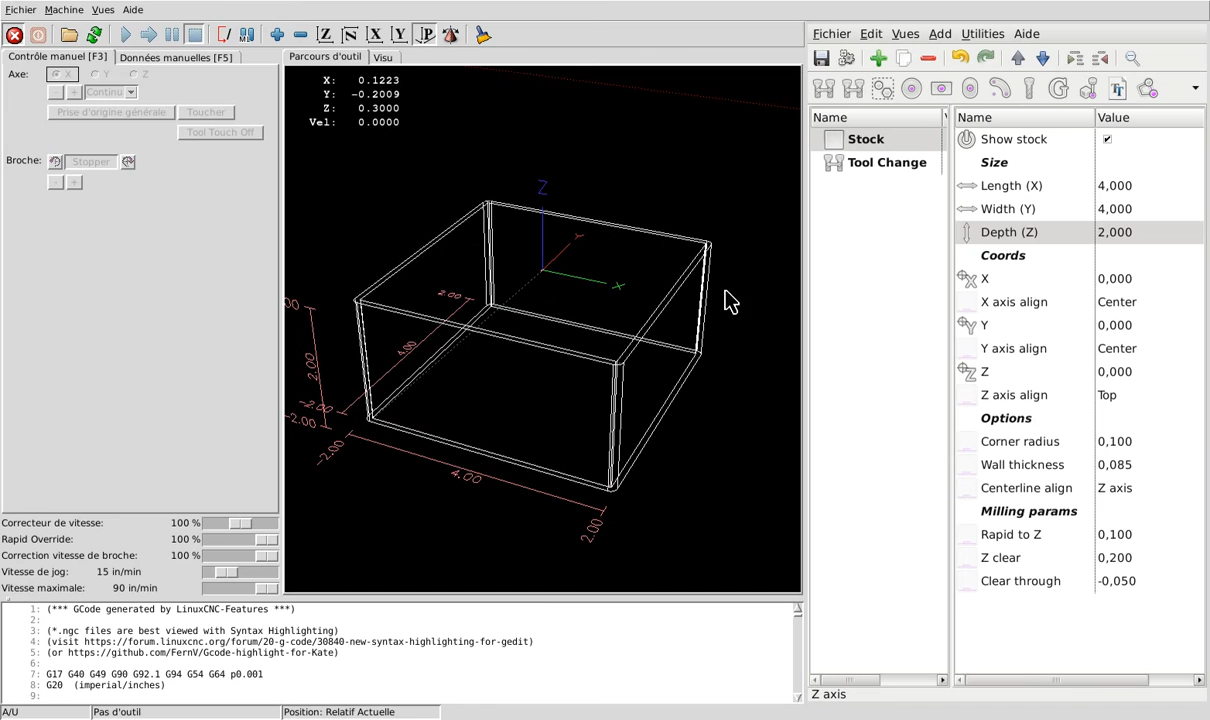 Fichier Machine Vues Aide
Contrôle manuel [F3] Données manuelles [F5]
Axe: X Y Z
- + Continu
Prise d'origine générale Toucher
Tool Touch Off
Broche: Stopper
- +
Correcteur de vitesse: 100 %
Rapid Override: 100 %
Correction vitesse de broche: 100 %
Vitesse de jog: 15 in/min
Vitesse maximale: 90 in/min
Parcours d'outil Visu
X: 0.1223
Y: -0.2009
Z: 0.3000
Vel: 0.0000
Z
Y
X
2.00
4.00
2.00
-2.00
-2.00
-2.00
4.00
2.00
1: (*** GCode generated by LinuxCNC-Features ***)
2:
3: (*.ngc files are best viewed with Syntax Highlighting)
4: (visit https://forum.linuxcnc.org/forum/20-g-code/30840-new-syntax-highlighting-for-gedit)
5: (or https://github.com/FernV/Gcode-highlight-for-Kate)
6:
7: G17 G40 G49 G90 G92.1 G94 G54 G64 p0.001
8: G20 (imperial/inches)
9:
A/U Pas d'outil Position: Relatif Actuelle
Fichier Edit Vues Add Utilities Aide
Name
Stock
Tool Change
Name Value
Show stock
Size
Length (X) 4,000
Width (Y) 4,000
Depth (Z) 2,000
Coords
X 0,000
X axis align Center
Y 0,000
Y axis align Center
Z 0,000
Z axis align Top
Options
Corner radius 0,100
Wall thickness 0,085
Centerline align Z axis
Milling params
Rapid to Z 0,100
Z clear 0,200
Clear through -0,050
Z axis